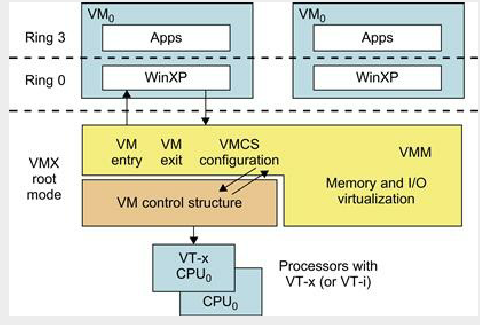 VM0
VM0
Ring 3
Apps
Apps
Ring 0
WinXP
WinXP
VM entry
VM exit
VMCS configuration
VMM
VMX root mode
Memory and I/O virtualization
VM control structure
VT-x CPU0
CPU0
Processors with VT-x (or VT-i)